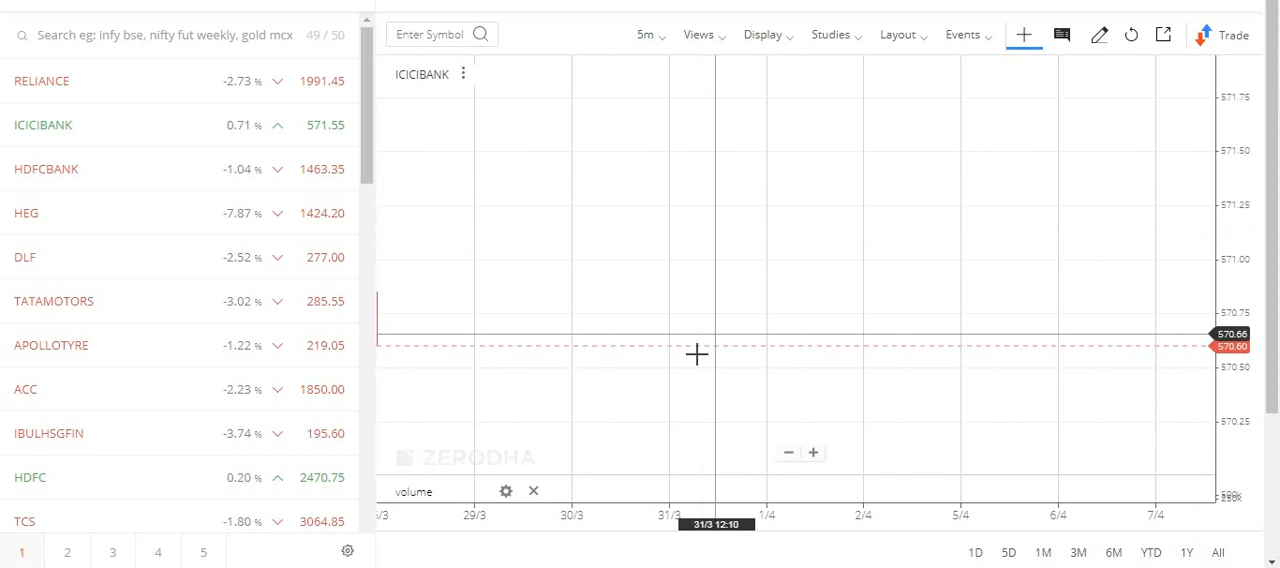 Search eg: infy bse, nifty fut weekly, gold mcx 49 / 50
RELIANCE -2.73 % 1991.45
ICICIBANK 0.71 % 571.55
HDFCBANK -1.04 % 1463.35
HEG -7.87 % 1424.20
DLF -2.52 % 277.00
TATAMOTORS -3.02 % 285.55
APOLLOTYRE -1.22 % 219.05
ACC -2.23 % 1850.00
IBULHSGFIN -3.74 % 195.60
HDFC 0.20 % 2470.75
TCS -1.80 % 3064.85
1 2 3 4 5
Enter Symbol 5m Views Display Studies Layout Events Trade
ICICIBANK
571.75
571.50
571.25
571.00
570.75
570.66
570.60
570.50
570.25
ZERODHA
− +
volume
/3 29/3 30/3 31/3 1/4 2/4 5/4 6/4 7/4
31/3 12:10
1D 5D 1M 3M 6M YTD 1Y All